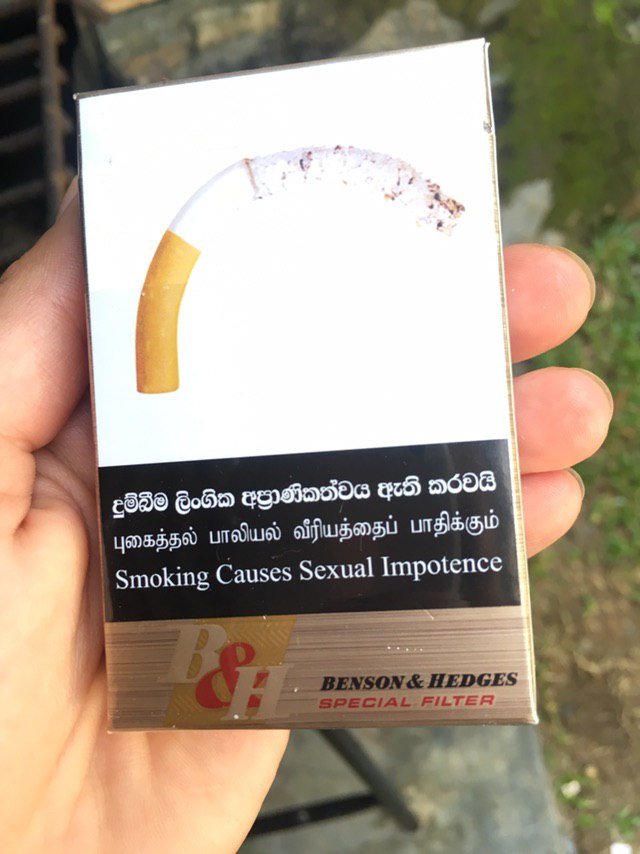 දුම්බීම ලිංගික අප්‍රාණිකත්වය ඇති කරවයි
புகைத்தல் பாலியல் வீரியத்தைப் பாதிக்கும்
Smoking Causes Sexual Impotence
B&H
BENSON & HEDGES
SPECIAL FILTER